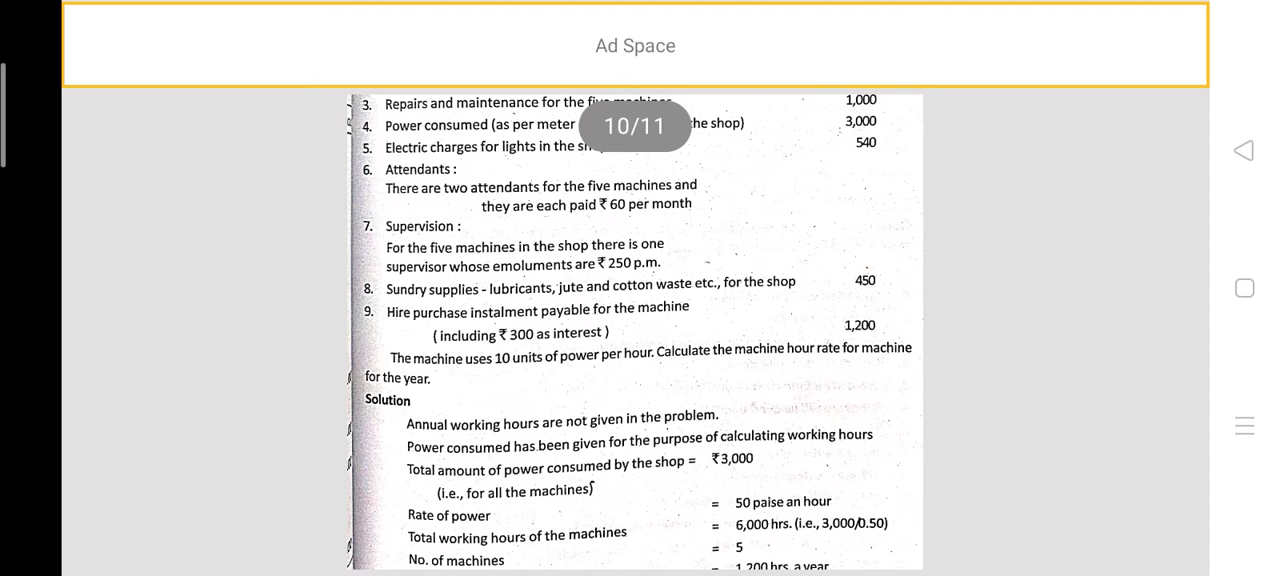 Ad Space
3. Repairs and maintenance for the five machines 1,000
10/11
4. Power consumed (as per meter the shop) 3,000
5. Electric charges for lights in the 540
6. Attendants :
There are two attendants for the five machines and
they are each paid ₹ 60 per month
7. Supervision :
For the five machines in the shop there is one
supervisor whose emoluments are ₹ 250 p.m.
8. Sundry supplies - lubricants, jute and cotton waste etc., for the shop 450
9. Hire purchase instalment payable for the machine
( including ₹ 300 as interest ) 1,200
The machine uses 10 units of power per hour. Calculate the machine hour rate for machine
for the year.
Solution
Annual working hours are not given in the problem.
Power consumed has been given for the purpose of calculating working hours
Total amount of power consumed by the shop = ₹ 3,000
(i.e., for all the machines)
Rate of power = 50 paise an hour
Total working hours of the machines = 6,000 hrs. (i.e., 3,000/0.50)
No. of machines = 5
= 1,200 hrs. a year